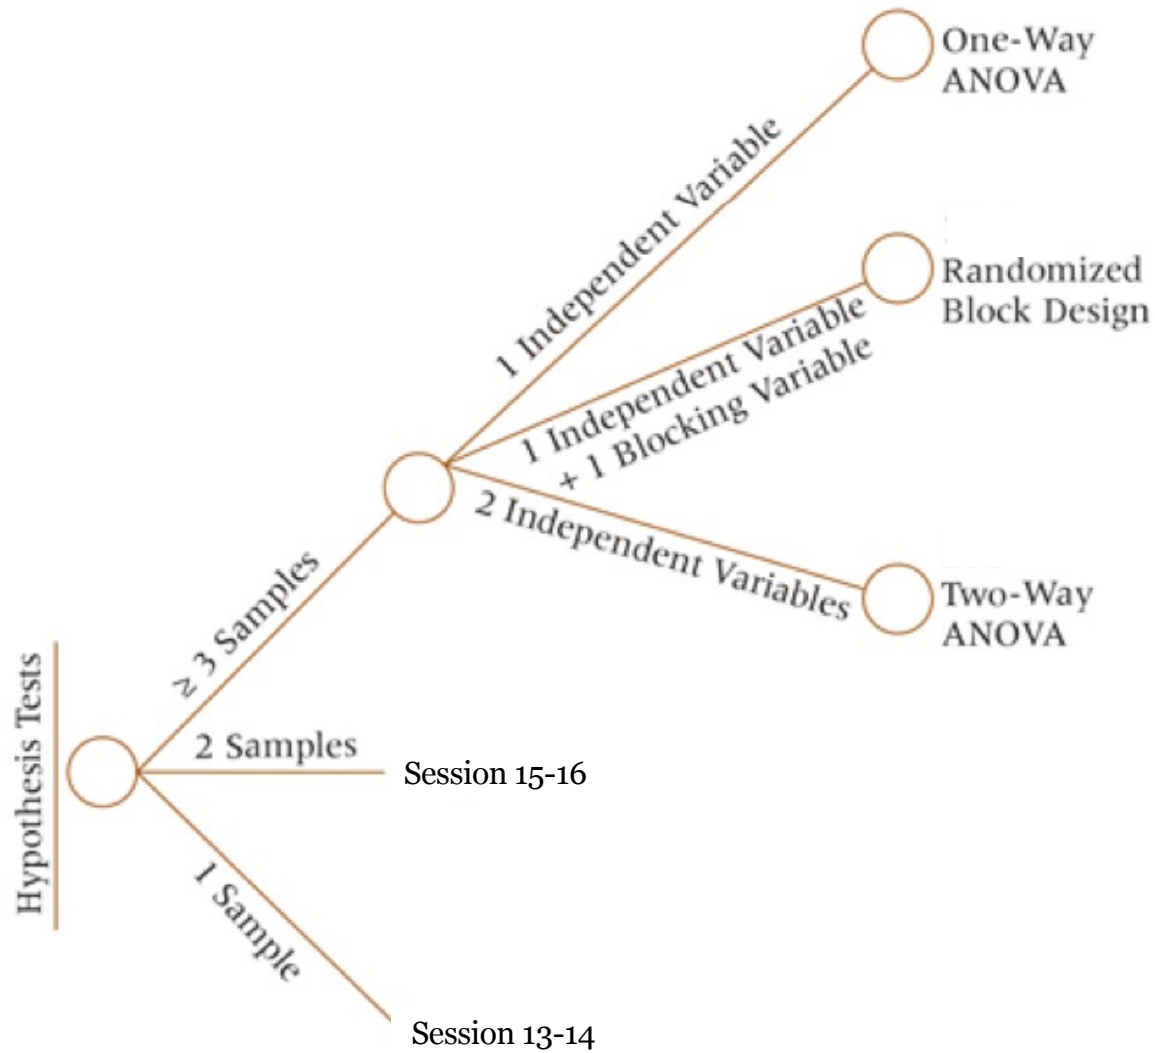 One-Way
ANOVA
1 Independent Variable
Randomized
Block Design
1 Independent Variable
+ 1 Blocking Variable
2 Independent Variables
Two-Way
ANOVA
≥ 3 Samples
Hypothesis Tests
2 Samples
Session 15-16
1 Sample
Session 13-14